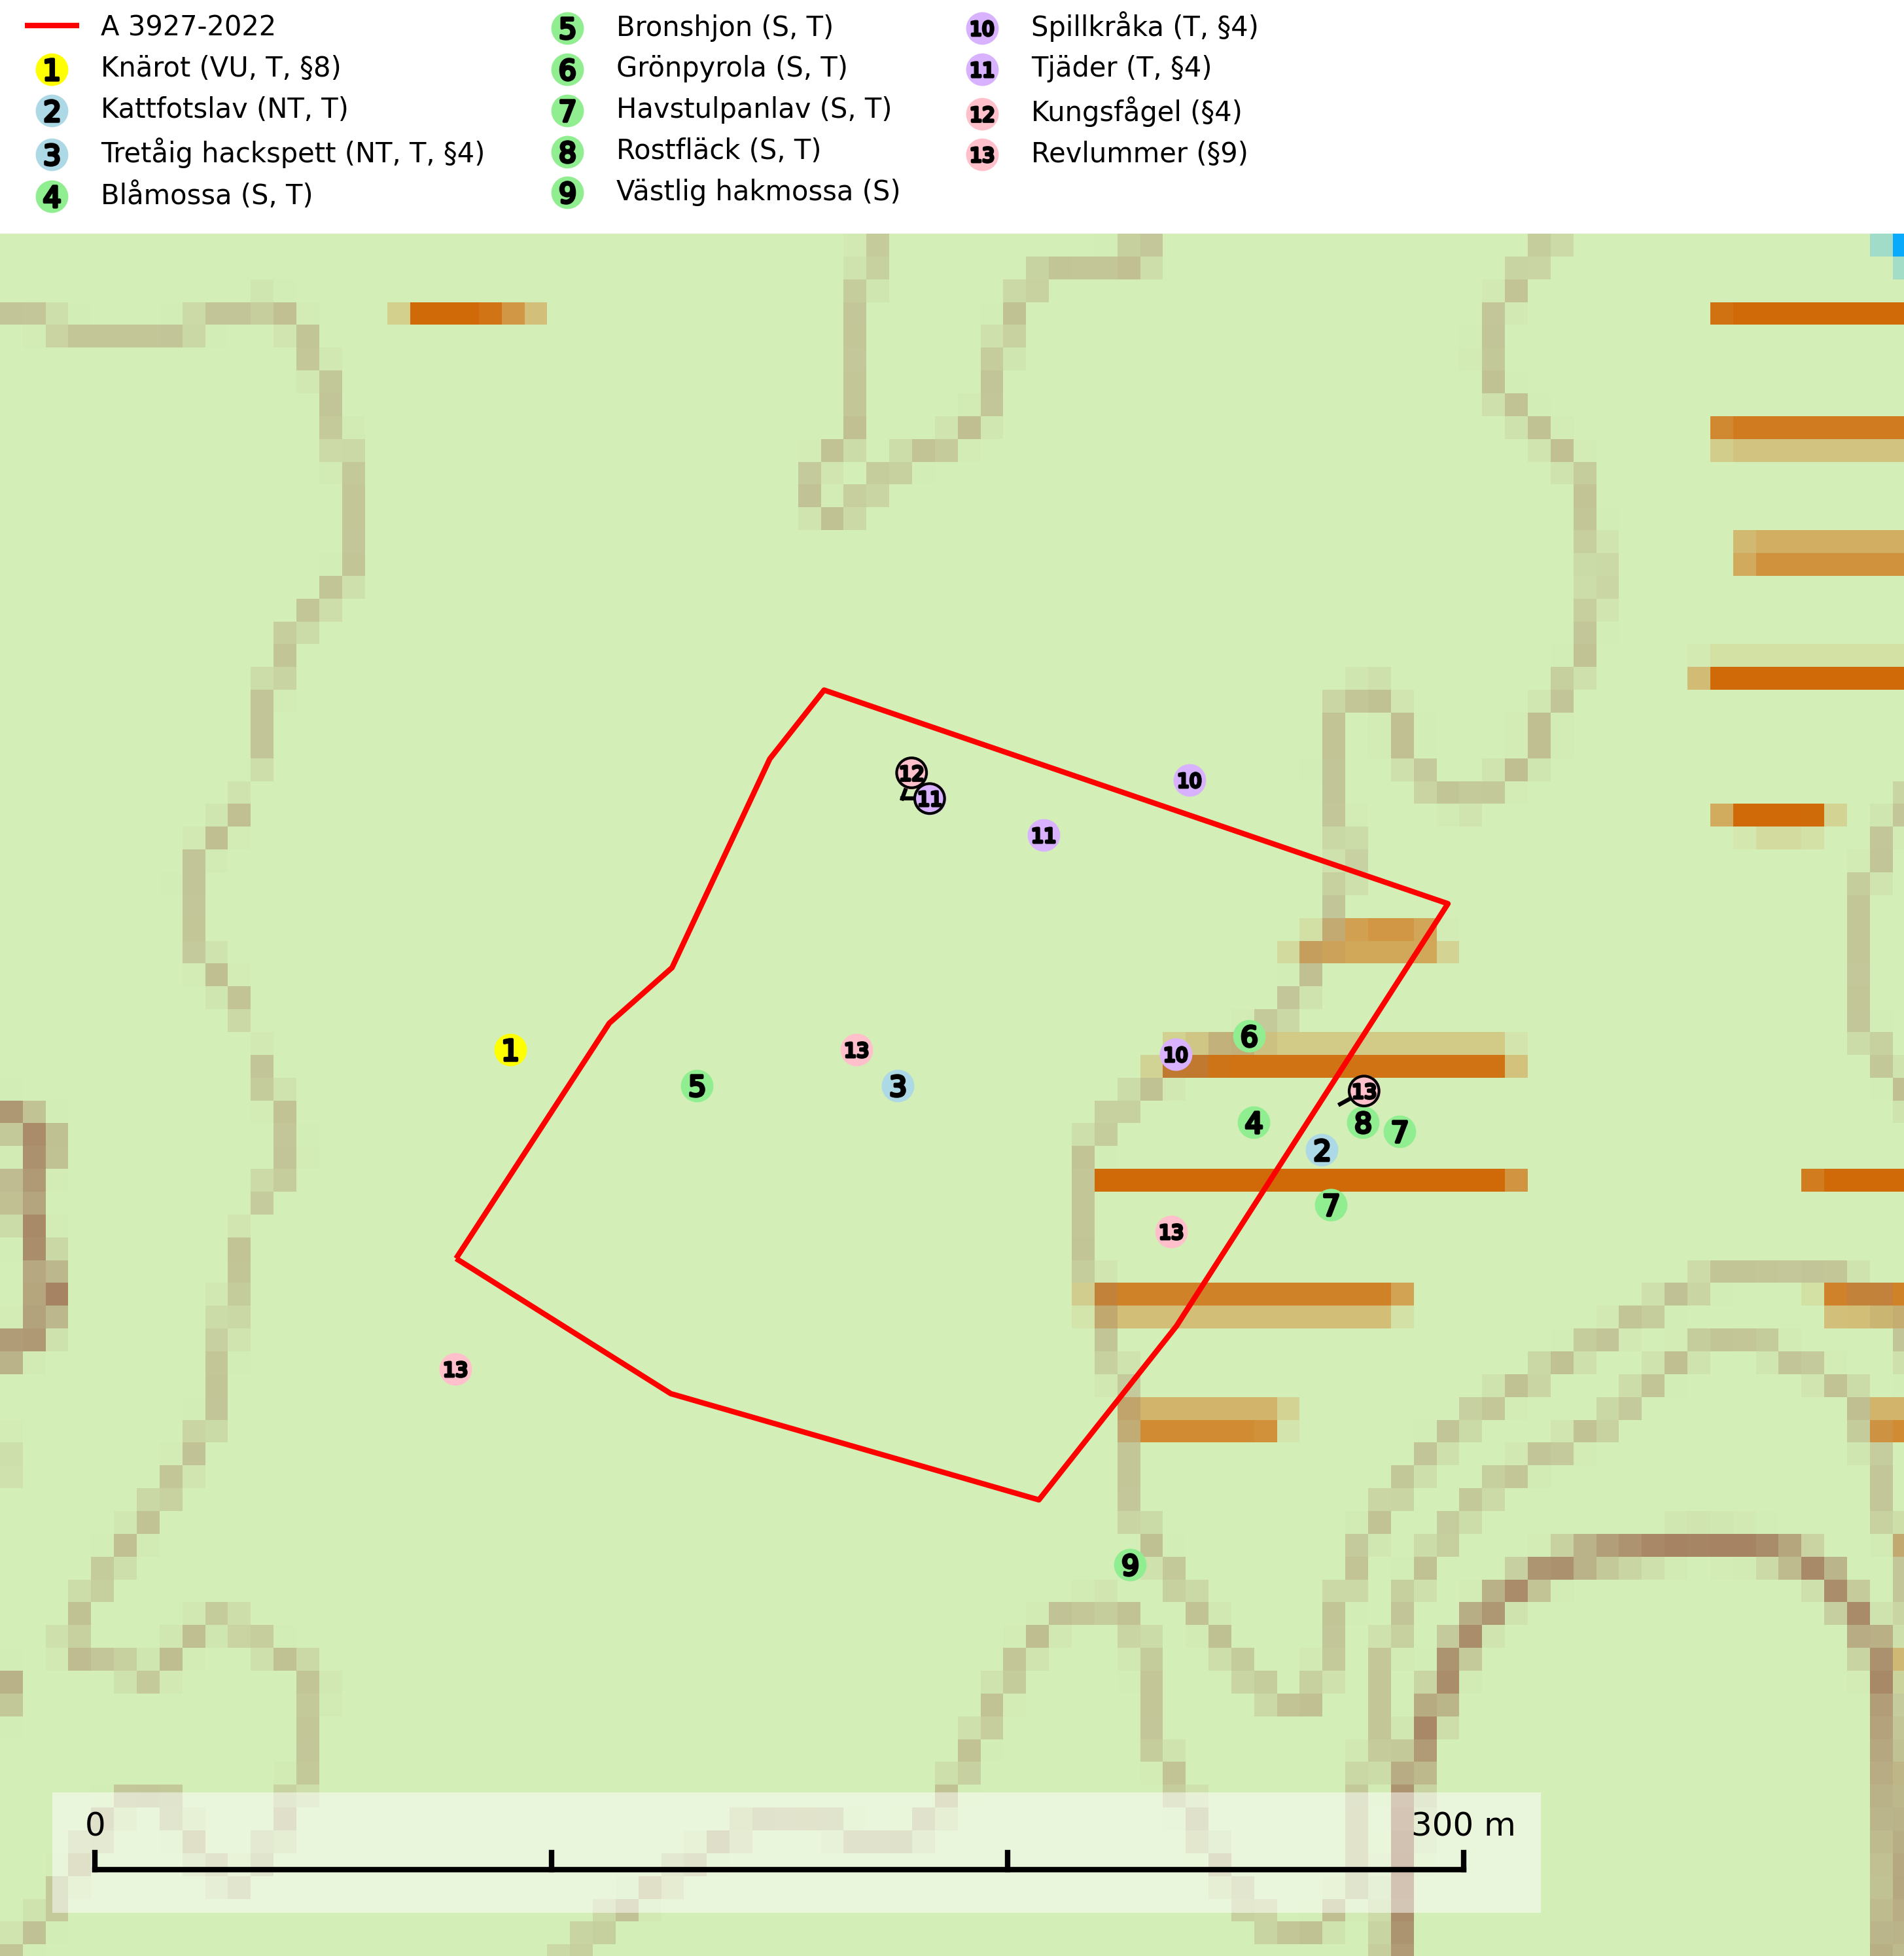 A 3927-2022
1 Knärot (VU, T, §8)
2 Kattfotslav (NT, T)
3 Tretåig hackspett (NT, T, §4)
4 Blåmossa (S, T)
5 Bronshjon (S, T)
6 Grönpyrola (S, T)
7 Havstulpanlav (S, T)
8 Rostfläck (S, T)
9 Västlig hakmossa (S)
10 Spillkråka (T, §4)
11 Tjäder (T, §4)
12 Kungsfågel (§4)
13 Revlummer (§9)
12
10
11
11
6
1
13
10
5
3
13
4
8
7
2
7
13
13
9
0 300 m